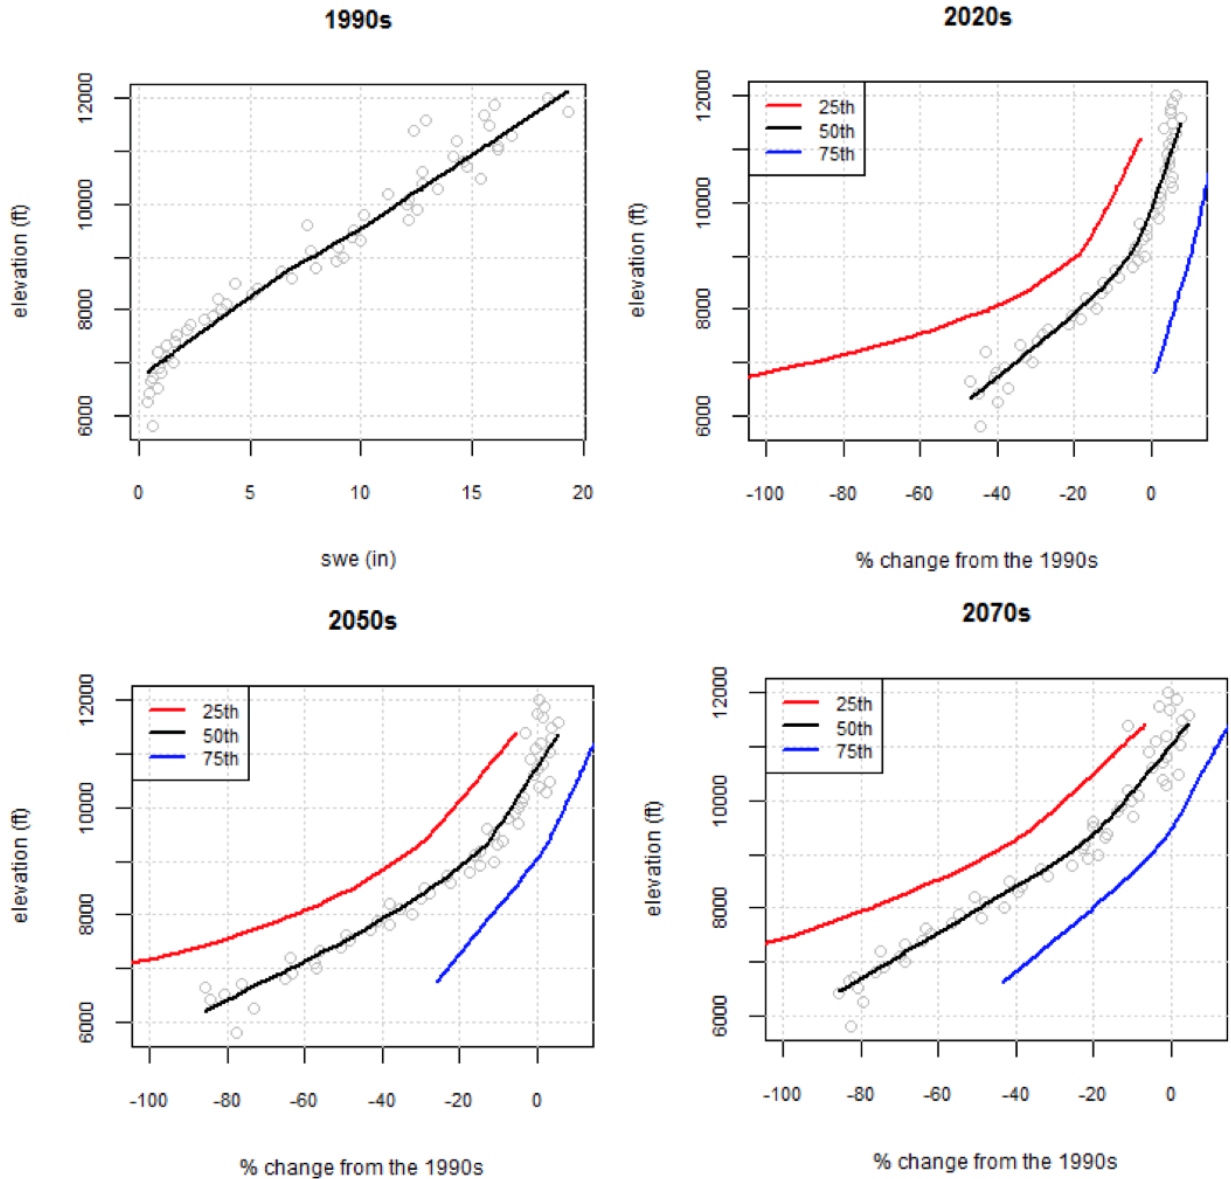 1990s
elevation (ft)
12000
10000
8000
6000
0 5 10 15 20
swe (in)
2020s
elevation (ft)
12000
10000
8000
6000
25th
50th
75th
-100 -80 -60 -40 -20 0
% change from the 1990s
2050s
elevation (ft)
12000
10000
8000
6000
25th
50th
75th
-100 -80 -60 -40 -20 0
% change from the 1990s
2070s
elevation (ft)
12000
10000
8000
6000
25th
50th
75th
-100 -80 -60 -40 -20 0
% change from the 1990s